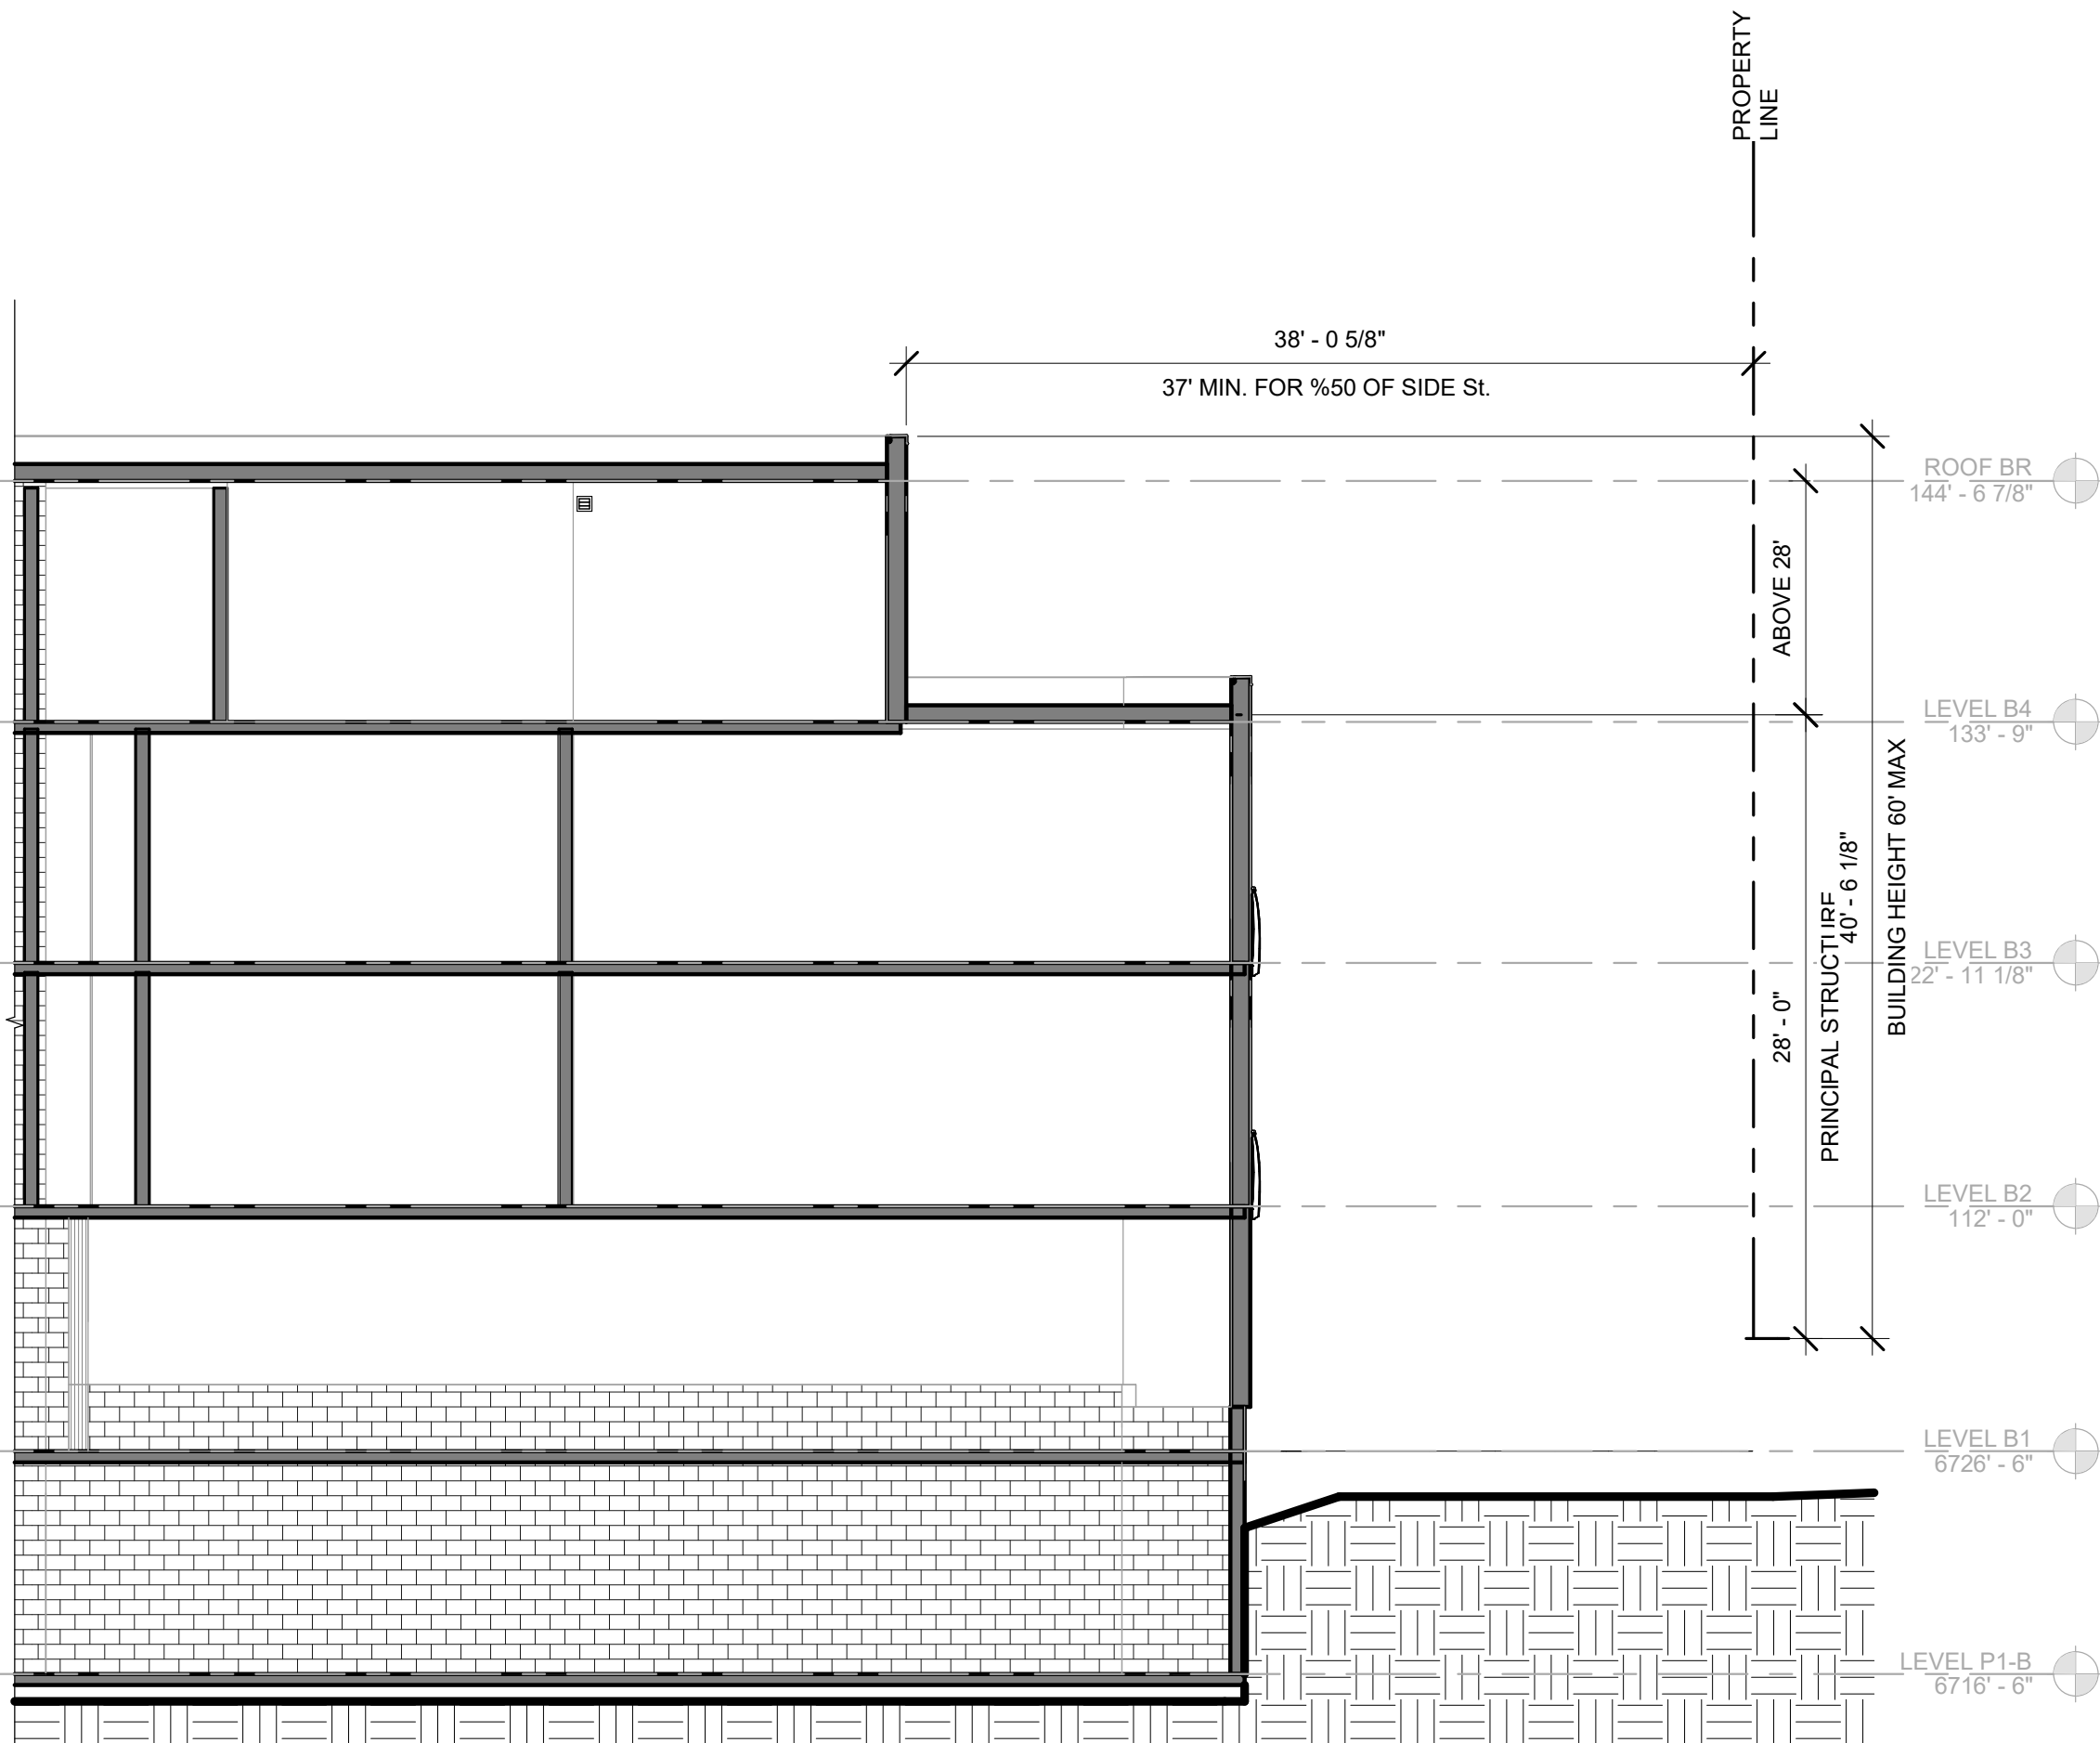 PROPERTY
LINE
38' - 0 5/8"
37' MIN. FOR %50 OF SIDE St.
ROOF BR
144' - 6 7/8"
ABOVE 28'
LEVEL B4
133' - 9"
BUILDING HEIGHT 60' MAX
40' - 6 1/8"
PRINCIPAL STRUCTURE
28' - 0"
LEVEL B3
22' - 11 1/8"
LEVEL B2
112' - 0"
LEVEL B1
6726' - 6"
LEVEL P1-B
6716' - 6"